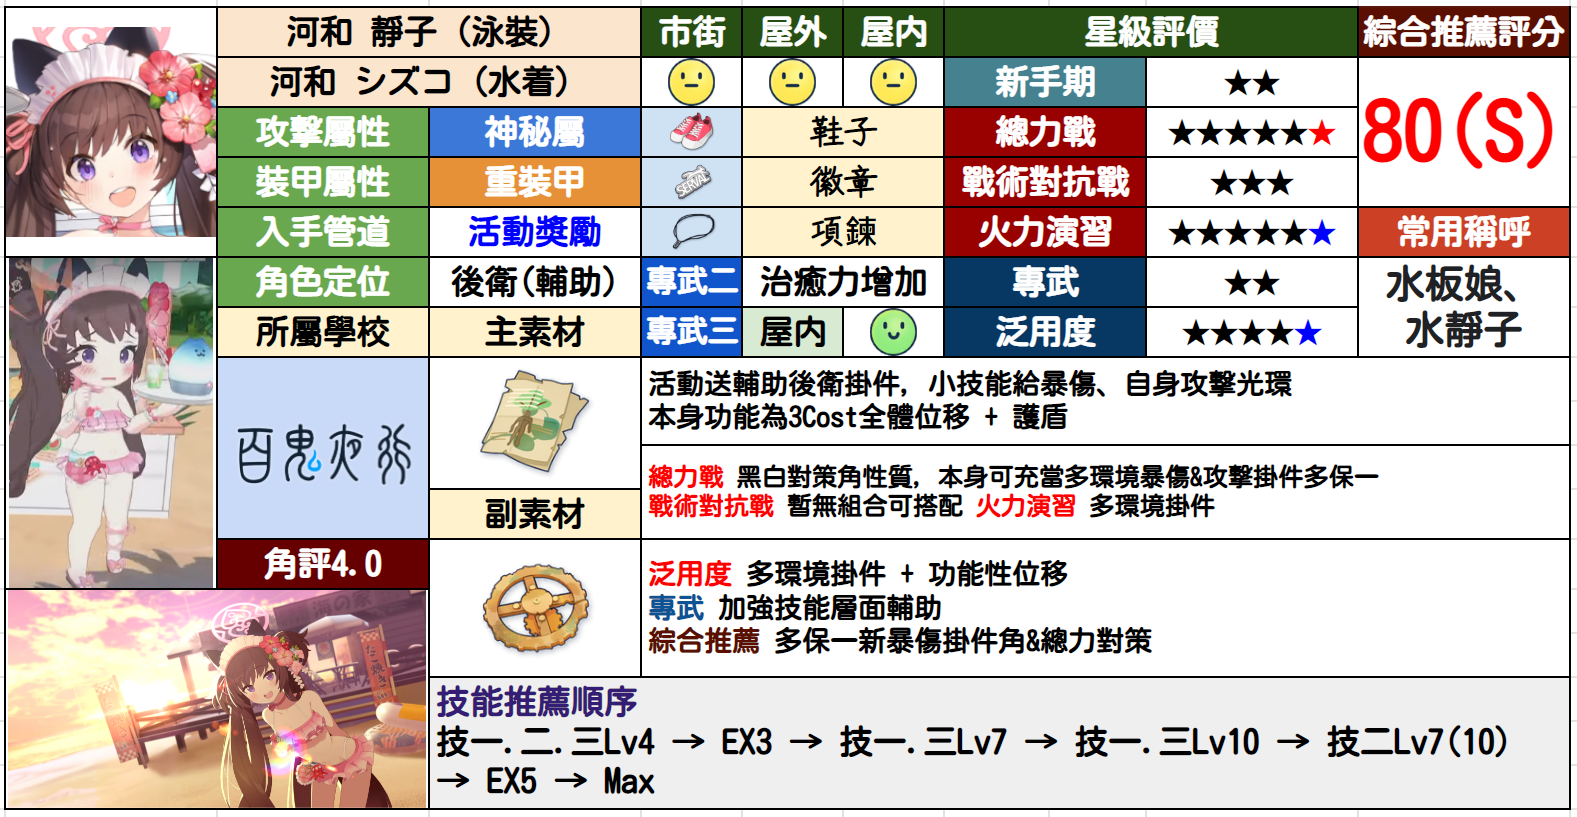 河和 靜子（泳裝）
市街
屋外
屋内
星級評價
綜合推薦評分
河和 シズコ（水着）
新手期
★★
80(S)
攻擊屬性
神秘屬
鞋子
總力戰
★★★★★★
裝甲屬性
重裝甲
SERVAL
徽章
戰術對抗戰
★★★
入手管道
活動獎勵
項鍊
火力演習
★★★★★★
常用稱呼
角色定位
後衛(輔助)
專武二
治癒力增加
專武
★★
水板娘、
水靜子
所屬學校
主素材
專武三
屋内
泛用度
★★★★★
百鬼夜行
活動送輔助後衛掛件, 小技能給暴傷、自身攻擊光環
本身功能為3Cost全體位移 + 護盾
總力戰 黑白對策角性質, 本身可充當多環境暴傷&攻擊掛件多保一
戰術對抗戰 暫無組合可搭配 火力演習 多環境掛件
副素材
角評4.0
泛用度 多環境掛件 + 功能性位移
專武 加強技能層面輔助
綜合推薦 多保一新暴傷掛件角&總力對策
技能推薦順序
技一.二.三Lv4 → EX3 → 技一.三Lv7 → 技一.三Lv10 → 技二Lv7(10)
→ EX5 → Max